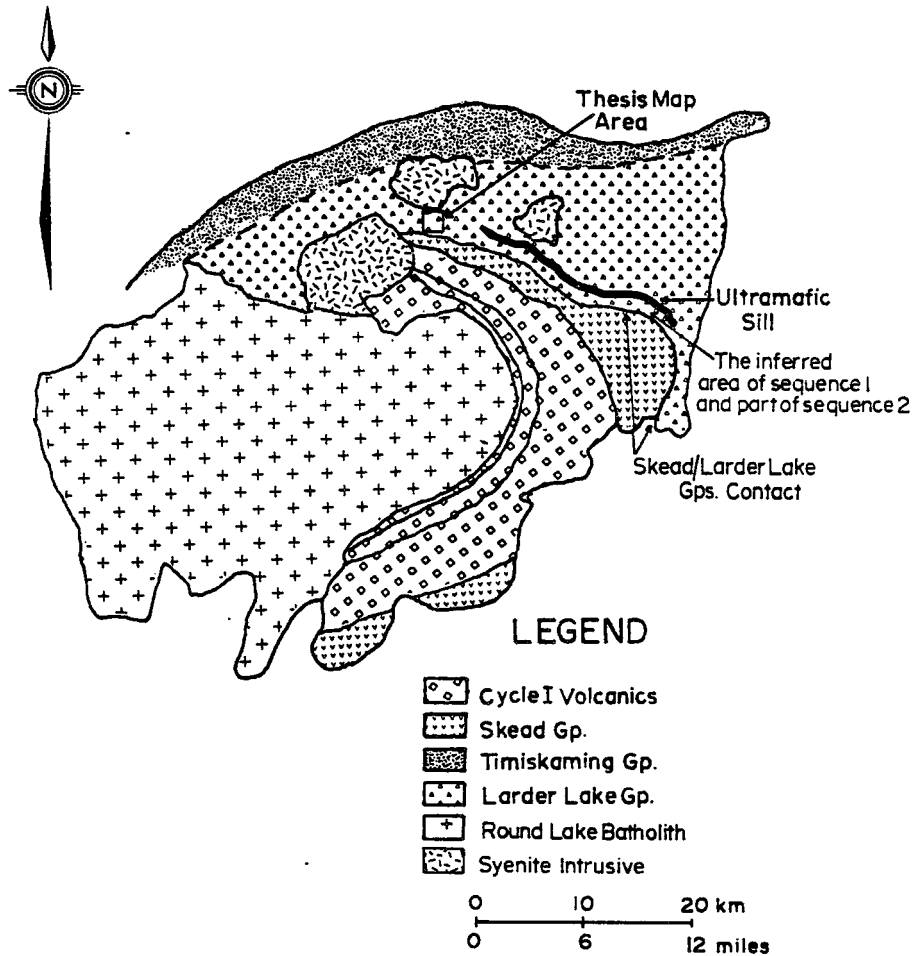 N
Thesis Map
Area
Ultramafic
Sill
The inferred
area of sequence 1
and part of sequence 2
Skead/Larder Lake
Gps. Contact
LEGEND
Cycle I Volcanics
Skead Gp.
Timiskaming Gp.
Larder Lake Gp.
Round Lake Batholith
Syenite Intrusive
0 10 20 km
0 6 12 miles